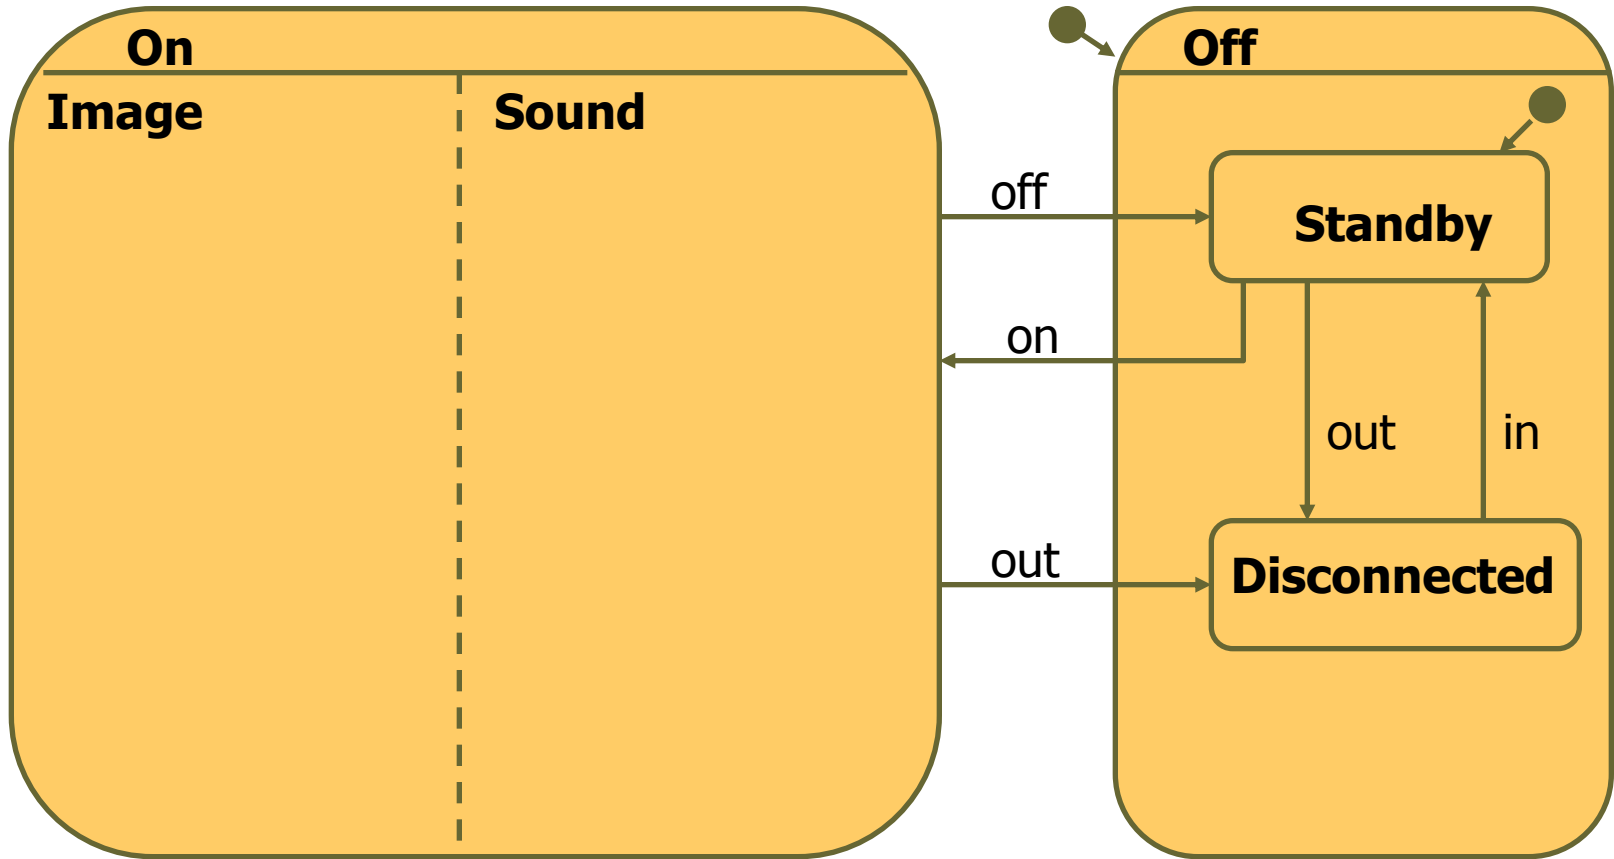 On
Image
Sound
off
on
out
Off
Standby
out
in
Disconnected